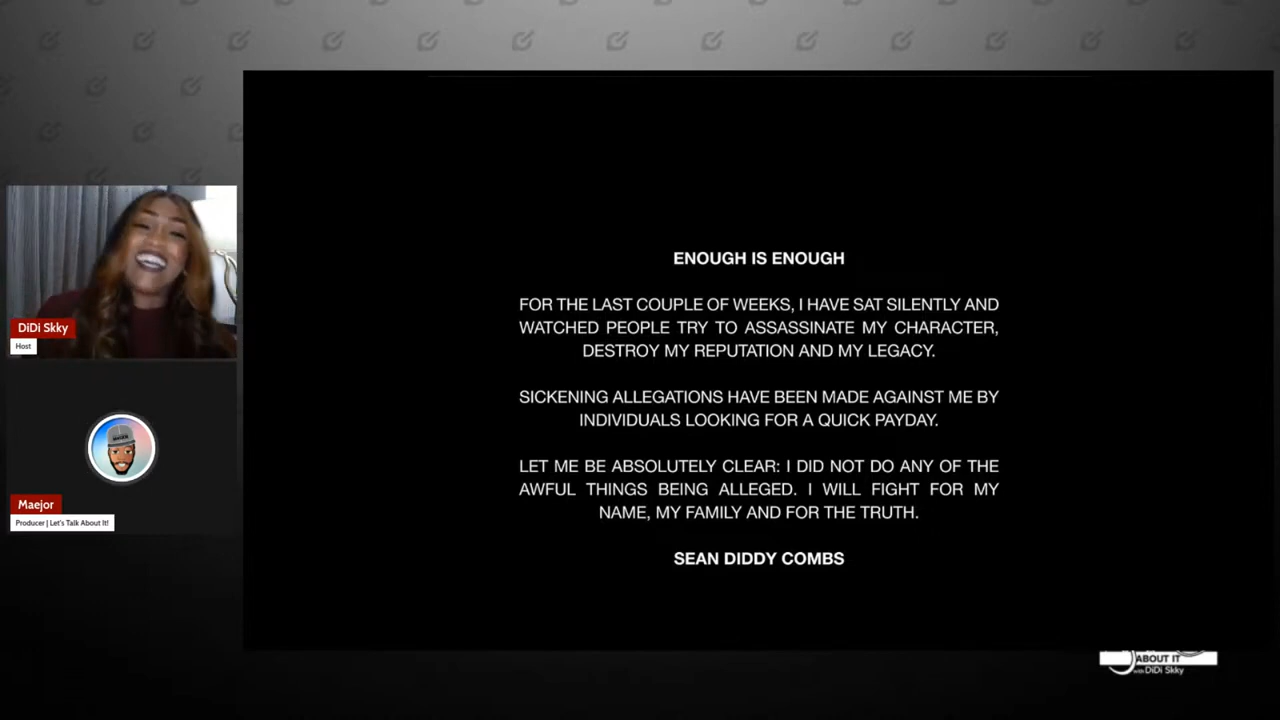 ENOUGH IS ENOUGH
FOR THE LAST COUPLE OF WEEKS, I HAVE SAT SILENTLY AND
WATCHED PEOPLE TRY TO ASSASSINATE MY CHARACTER,
DESTROY MY REPUTATION AND MY LEGACY.
SICKENING ALLEGATIONS HAVE BEEN MADE AGAINST ME BY
INDIVIDUALS LOOKING FOR A QUICK PAYDAY.
LET ME BE ABSOLUTELY CLEAR: I DID NOT DO ANY OF THE
AWFUL THINGS BEING ALLEGED. I WILL FIGHT FOR MY
NAME, MY FAMILY AND FOR THE TRUTH.
SEAN DIDDY COMBS
DiDi Skky
Host
Maejor
Producer | Let's Talk About It!
ABOUT IT
with DiDi Skky